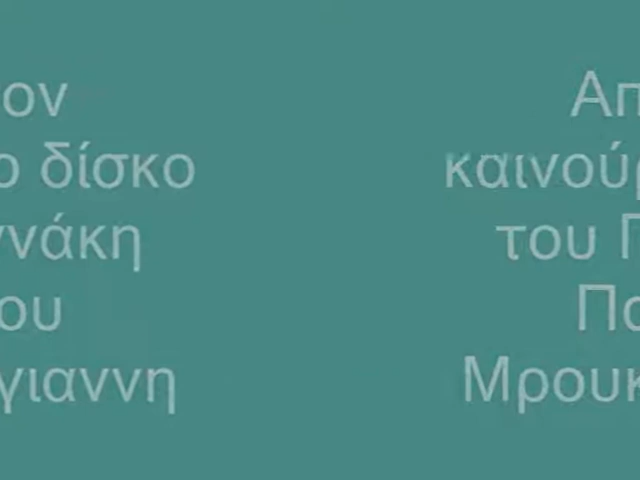 ον
ο δίσκο
ννάκη
ου
γιαννη
Απ
καινούρ
του Π
Πα
Μρουκ